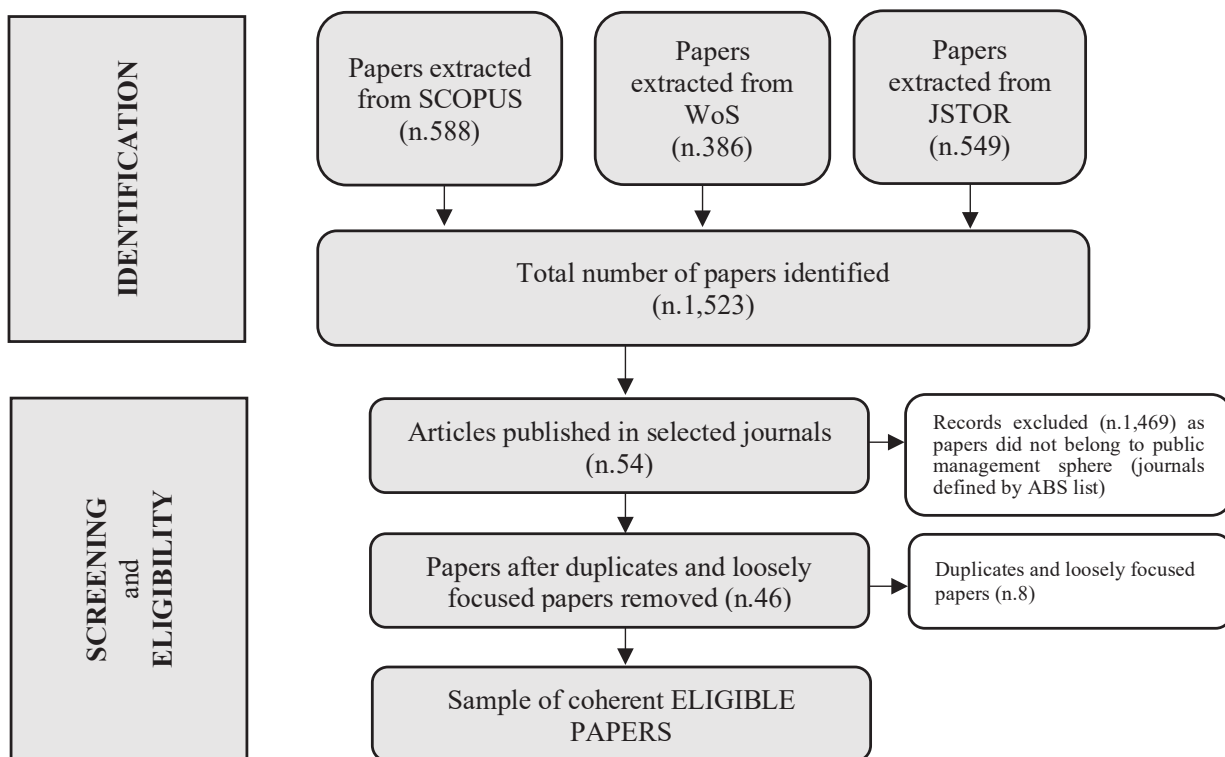 IDENTIFICATION
Papers extracted
from SCOPUS
(n.588)
Papers
extracted from
WoS
(n.386)
Papers
extracted from
JSTOR
(n.549)
Total number of papers identified
(n.1,523)
SCREENING
and
ELIGIBILITY
Articles published in selected journals
(n.54)
Records excluded (n.1,469) as
papers did not belong to public
management sphere (journals
defined by ABS list)
Papers after duplicates and loosely
focused papers removed (n.46)
Duplicates and loosely focused
papers (n.8)
Sample of coherent ELIGIBLE
PAPERS